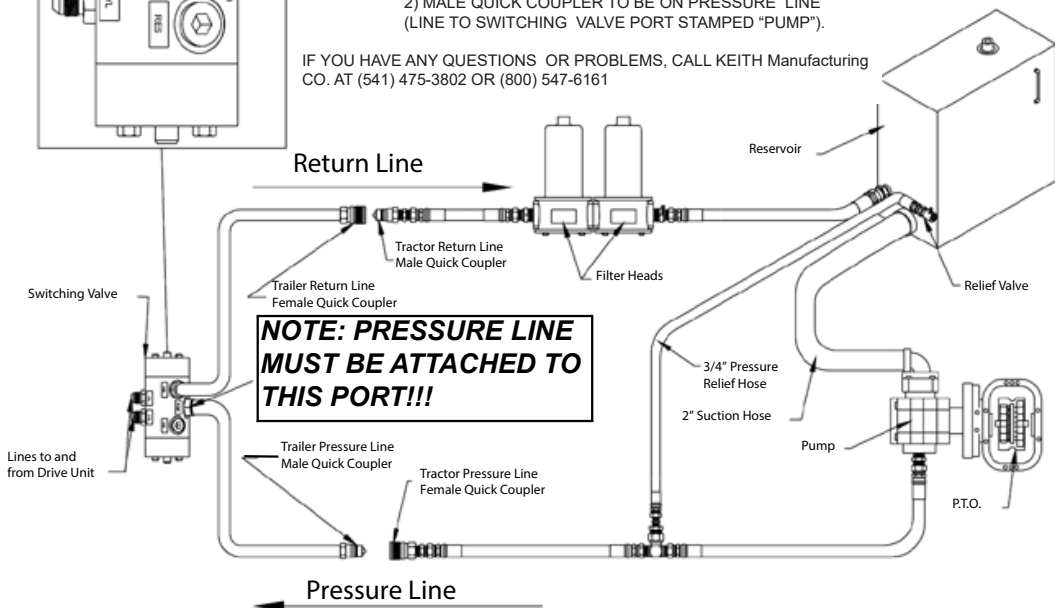 2) MALE QUICK COUPLER TO BE ON PRESSURE LINE
(LINE TO SWITCHING VALVE PORT STAMPED “PUMP”).
IF YOU HAVE ANY QUESTIONS OR PROBLEMS, CALL KEITH Manufacturing
CO. AT (541) 475-3802 OR (800) 547-6161
RES
Return Line
Reservoir
Tractor Return Line
Male Quick Coupler
Filter Heads
Relief Valve
Switching Valve
Trailer Return Line
Female Quick Coupler
NOTE: PRESSURE LINE
MUST BE ATTACHED TO
THIS PORT!!!
3/4” Pressure
Relief Hose
2” Suction Hose
Pump
P.T.O.
Lines to and
from Drive Unit
Trailer Pressure Line
Male Quick Coupler
Tractor Pressure Line
Female Quick Coupler
Pressure Line